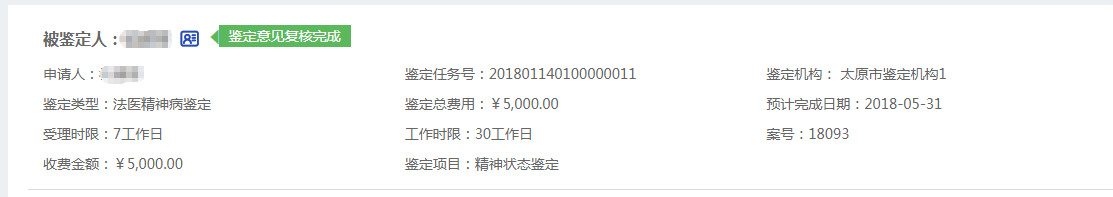 被鉴定人： 鉴定意见复核完成
申请人： 鉴定任务号：201801140100000011 鉴定机构： 太原市鉴定机构1
鉴定类型：法医精神病鉴定 鉴定总费用：￥5,000.00 预计完成日期：2018-05-31
受理时限：7工作日 工作时限：30工作日 案号：18093
收费金额：￥5,000.00 鉴定项目：精神状态鉴定